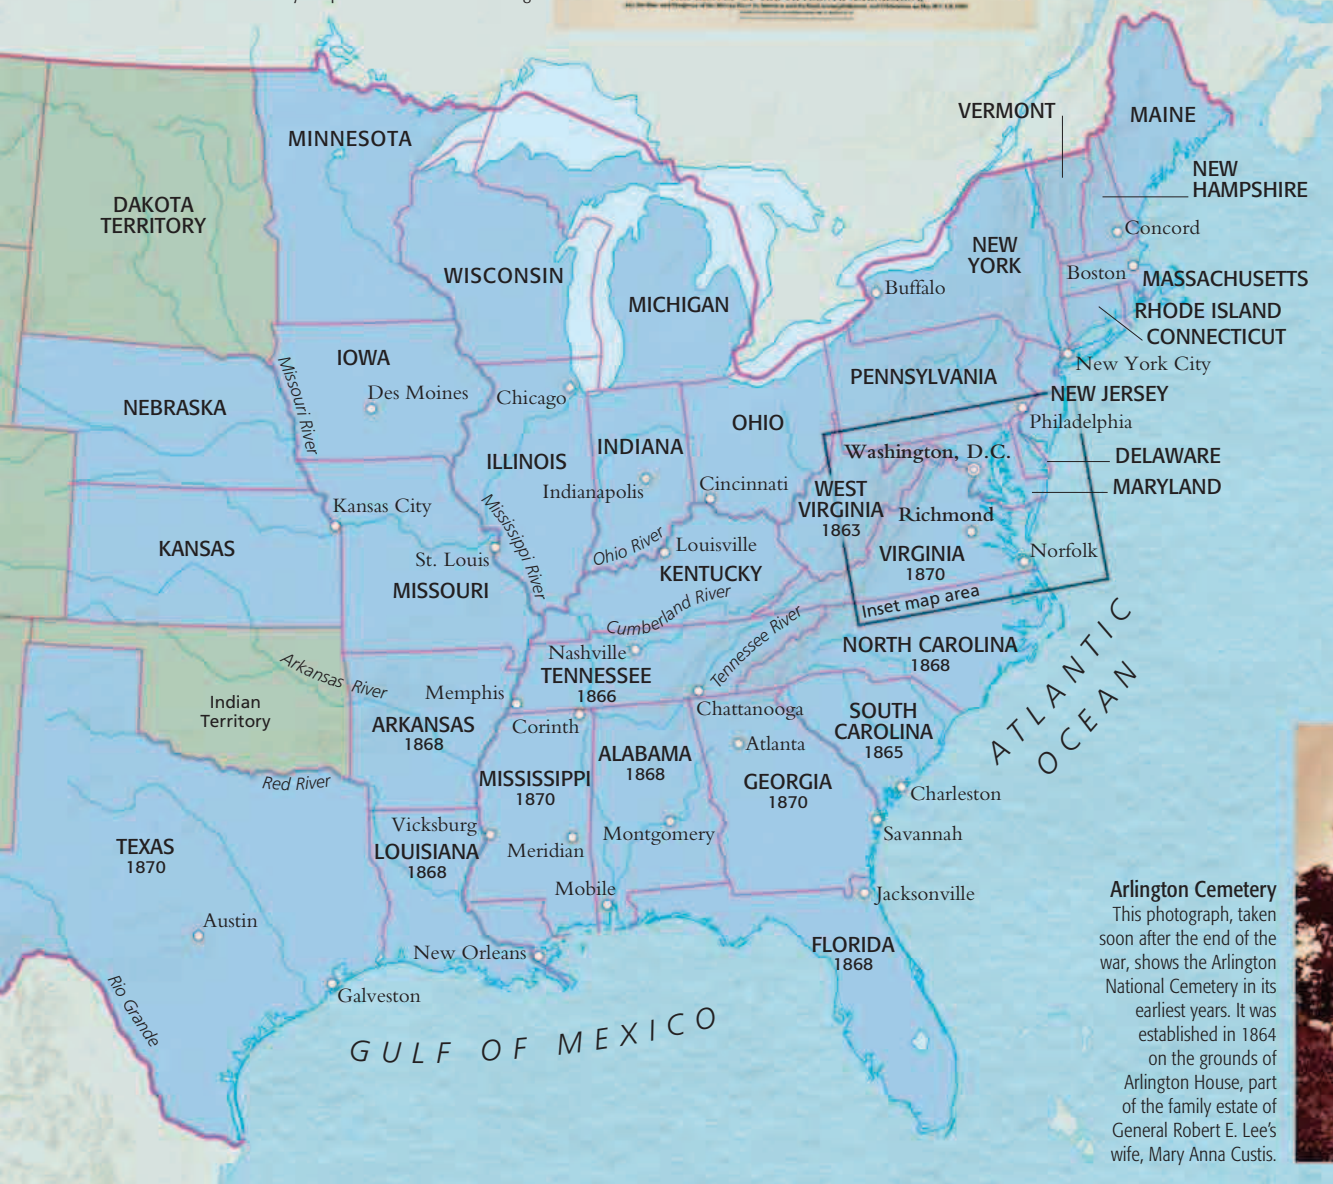 VERMONT
MAINE
MINNESOTA
NEW
HAMPSHIRE
DAKOTA
TERRITORY
Concord
NEW
YORK
WISCONSIN
Boston
MASSACHUSETTS
MICHIGAN
Buffalo
RHODE ISLAND
CONNECTICUT
IOWA
Missouri River
New York City
PENNSYLVANIA
Des Moines
NEW JERSEY
Chicago
NEBRASKA
OHIO
Philadelphia
INDIANA
Washington, D.C.
DELAWARE
ILLINOIS
Indianapolis
Cincinnati
MARYLAND
WEST
VIRGINIA
1863
Kansas City
Mississippi River
Richmond
KANSAS
St. Louis
Ohio River
Louisville
VIRGINIA
1870
Norfolk
KENTUCKY
MISSOURI
Cumberland River
Inset map area
Tennessee River
ATLANTIC
OCEAN
NORTH CAROLINA
1868
Nashville
TENNESSEE
1866
Arkansas River
Memphis
Indian
Territory
Chattanooga
Corinth
ARKANSAS
1868
SOUTH
CAROLINA
1865
Atlanta
ALABAMA
1868
MISSISSIPPI
1870
GEORGIA
1870
Red River
Charleston
Vicksburg
Montgomery
Savannah
TEXAS
1870
LOUISIANA
1868
Meridian
Mobile
Jacksonville
Austin
New Orleans
FLORIDA
1868
Galveston
Rio Grande
GULF OF MEXICO
Arlington Cemetery
This photograph, taken
soon after the end of the
war, shows the Arlington
National Cemetery in its
earliest years. It was
established in 1864
on the grounds of
Arlington House, part
of the family estate of
General Robert E. Lee's
wife, Mary Anna Custis.